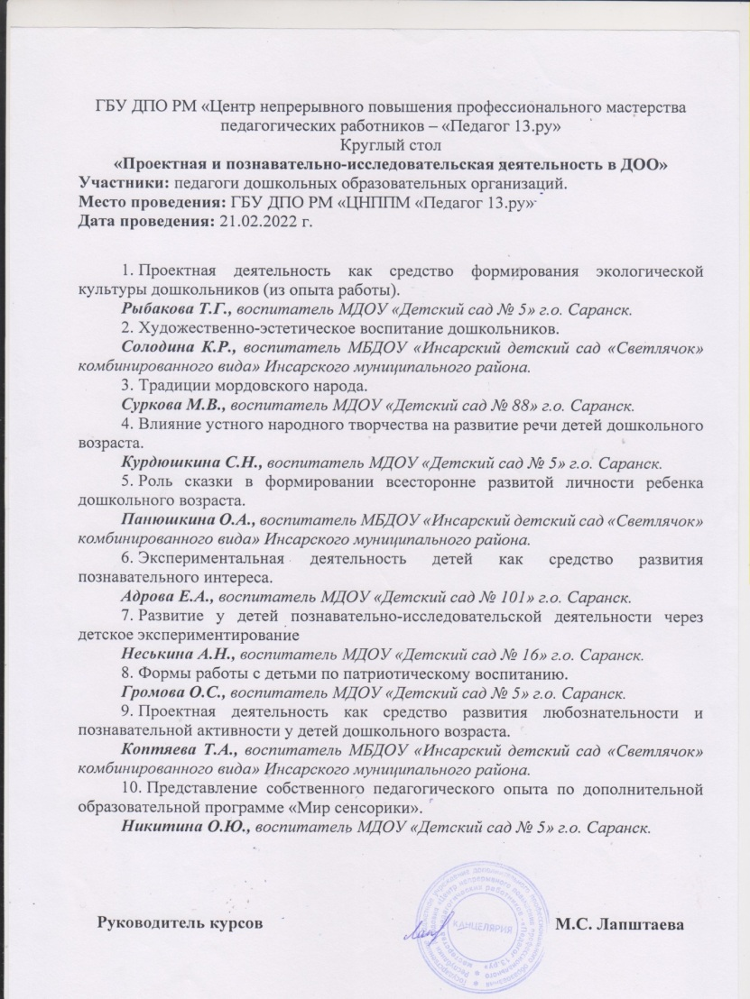 ГБУ ДПО РМ «Центр непрерывного повышения профессионального мастерства
педагогических работников – «Педагог 13.ру»
Круглый стол
«Проектная и познавательно-исследовательская деятельность в ДОО»
Участники: педагоги дошкольных образовательных организаций.
Место проведения: ГБУ ДПО РМ «ЦНППМ «Педагог 13.ру»
Дата проведения: 21.02.2022 г.
1. Проектная деятельность как средство формирования экологической
культуры дошкольников (из опыта работы).
Рыбакова Т.Г., воспитатель МДОУ «Детский сад № 5» г.о. Саранск.
2. Художественно-эстетическое воспитание дошкольников.
Солодина К.Р., воспитатель МБДОУ «Инсарский детский сад «Светлячок»
комбинированного вида» Инсарского муниципального района.
3. Традиции мордовского народа.
Суркова М.В., воспитатель МДОУ «Детский сад № 88» г.о. Саранск.
4. Влияние устного народного творчества на развитие речи детей дошкольного
возраста.
Курдюшкина С.Н., воспитатель МДОУ «Детский сад № 5» г.о. Саранск.
5. Роль сказки в формировании всесторонне развитой личности ребенка
дошкольного возраста.
Панюшкина О.А., воспитатель МБДОУ «Инсарский детский сад «Светлячок»
комбинированного вида» Инсарского муниципального района.
6. Экспериментальная деятельность детей как средство развития
познавательного интереса.
Адрова Е.А., воспитатель МДОУ «Детский сад № 101» г.о. Саранск.
7. Развитие у детей познавательно-исследовательской деятельности через
детское экспериментирование
Неськина А.Н., воспитатель МДОУ «Детский сад № 16» г.о. Саранск.
8. Формы работы с детьми по патриотическому воспитанию.
Громова О.С., воспитатель МДОУ «Детский сад № 5» г.о. Саранск.
9. Проектная деятельность как средство развития любознательности и
познавательной активности у детей дошкольного возраста.
Коптяева Т.А., воспитатель МБДОУ «Инсарский детский сад «Светлячок»
комбинированного вида» Инсарского муниципального района.
10. Представление собственного педагогического опыта по дополнительной
образовательной программе «Мир сенсорики».
Никитина О.Ю., воспитатель МДОУ «Детский сад № 5» г.о. Саранск.
Руководитель курсов
КАНЦЕЛЯРИЯ
М.С. Лапштаева